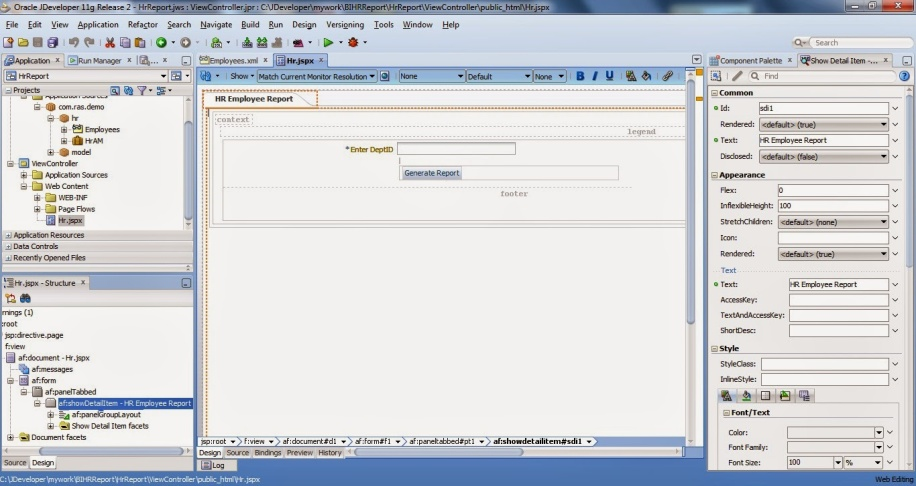 Oracle JDeveloper 11g Release 2 - HrReport.jws : ViewController.jpr : C:\JDeveloper\mywork\BIHRReport\HrReport\ViewController\public_html\Hr.jspx
File Edit View Application Refactor Search Navigate Build Run Design Versioning Tools Window Help
Search
Application
Run Manager
HrReport
Projects
Application Sources
com.ras.demo
hr
Employees
HrAM
model
ViewController
Application Sources
Web Content
WEB-INF
Page Flows
Hr.jspx
Application Resources
Data Controls
Recently Opened Files
Hr.jspx - Structure
rnings (1)
:root
jsp:directive.page
f:view
af:document - Hr.jspx
af:messages
af:form
af:panelTabbed
af:showDetailItem - HR Employee Report
af:panelGroupLayout
Show Detail Item facets
Document facets
Source Design
Employees.xml
Hr.jspx
Show Match Current Monitor Resolution None Default None B I U
HR Employee Report
context
legend
* Enter DeptID
Generate Report
footer
jsp:root f:view af:document#d1 af:form#f1 af:paneltabbed#pt1 af:showdetailitem#sdi1
Design Source Bindings Preview History
Log
Component Palette
Show Detail Item -...
Find
Common
Id: sdi1
Rendered: <default> (true)
Text: HR Employee Report
Disclosed: <default> (false)
Appearance
Flex: 0
InflexibleHeight: 100
StretchChildren: <default> (none)
Icon:
Rendered: <default> (true)
Text
Text: HR Employee Report
AccessKey:
TextAndAccessKey:
ShortDesc:
Style
StyleClass:
InlineStyle:
Font/Text
Color:
Font Family:
Font Size: 100 %
C:\JDeveloper\mywork\BIHRReport\HrReport\ViewController\public_html\Hr.jspx
Web Editing